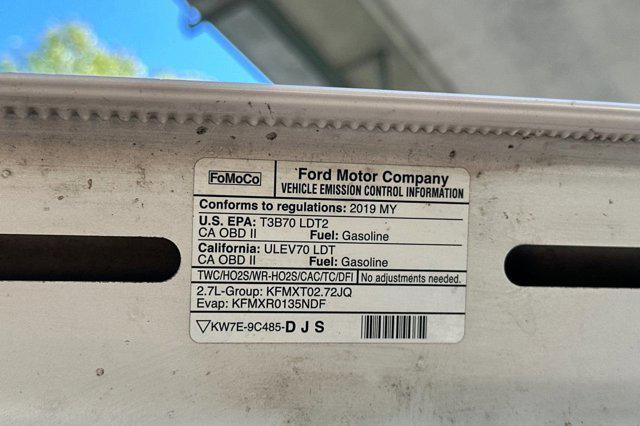 FoMoCo
Ford Motor Company
VEHICLE EMISSION CONTROL INFORMATION
Conforms to regulations: 2019 MY
U.S. EPA: T3B70 LDT2
CA OBD II Fuel: Gasoline
California: ULEV70 LDT
CA OBD II Fuel: Gasoline
TWC/HO2S/WR-HO2S/CAC/TC/DFI No adjustments needed.
2.7L-Group: KFMXT02.72JQ
Evap: KFMXR0135NDF
▽KW7E-9C485-D J S